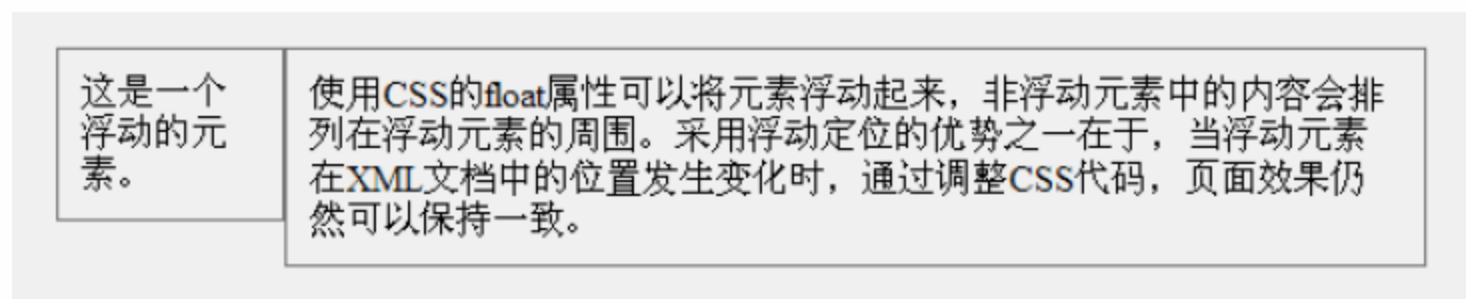 这是一个
浮动的元
素。
使用CSS的float属性可以将元素浮动起来，非浮动元素中的内容会排
列在浮动元素的周围。采用浮动定位的优势之一在于，当浮动元素
在XML文档中的位置发生变化时，通过调整CSS代码，页面效果仍
然可以保持一致。